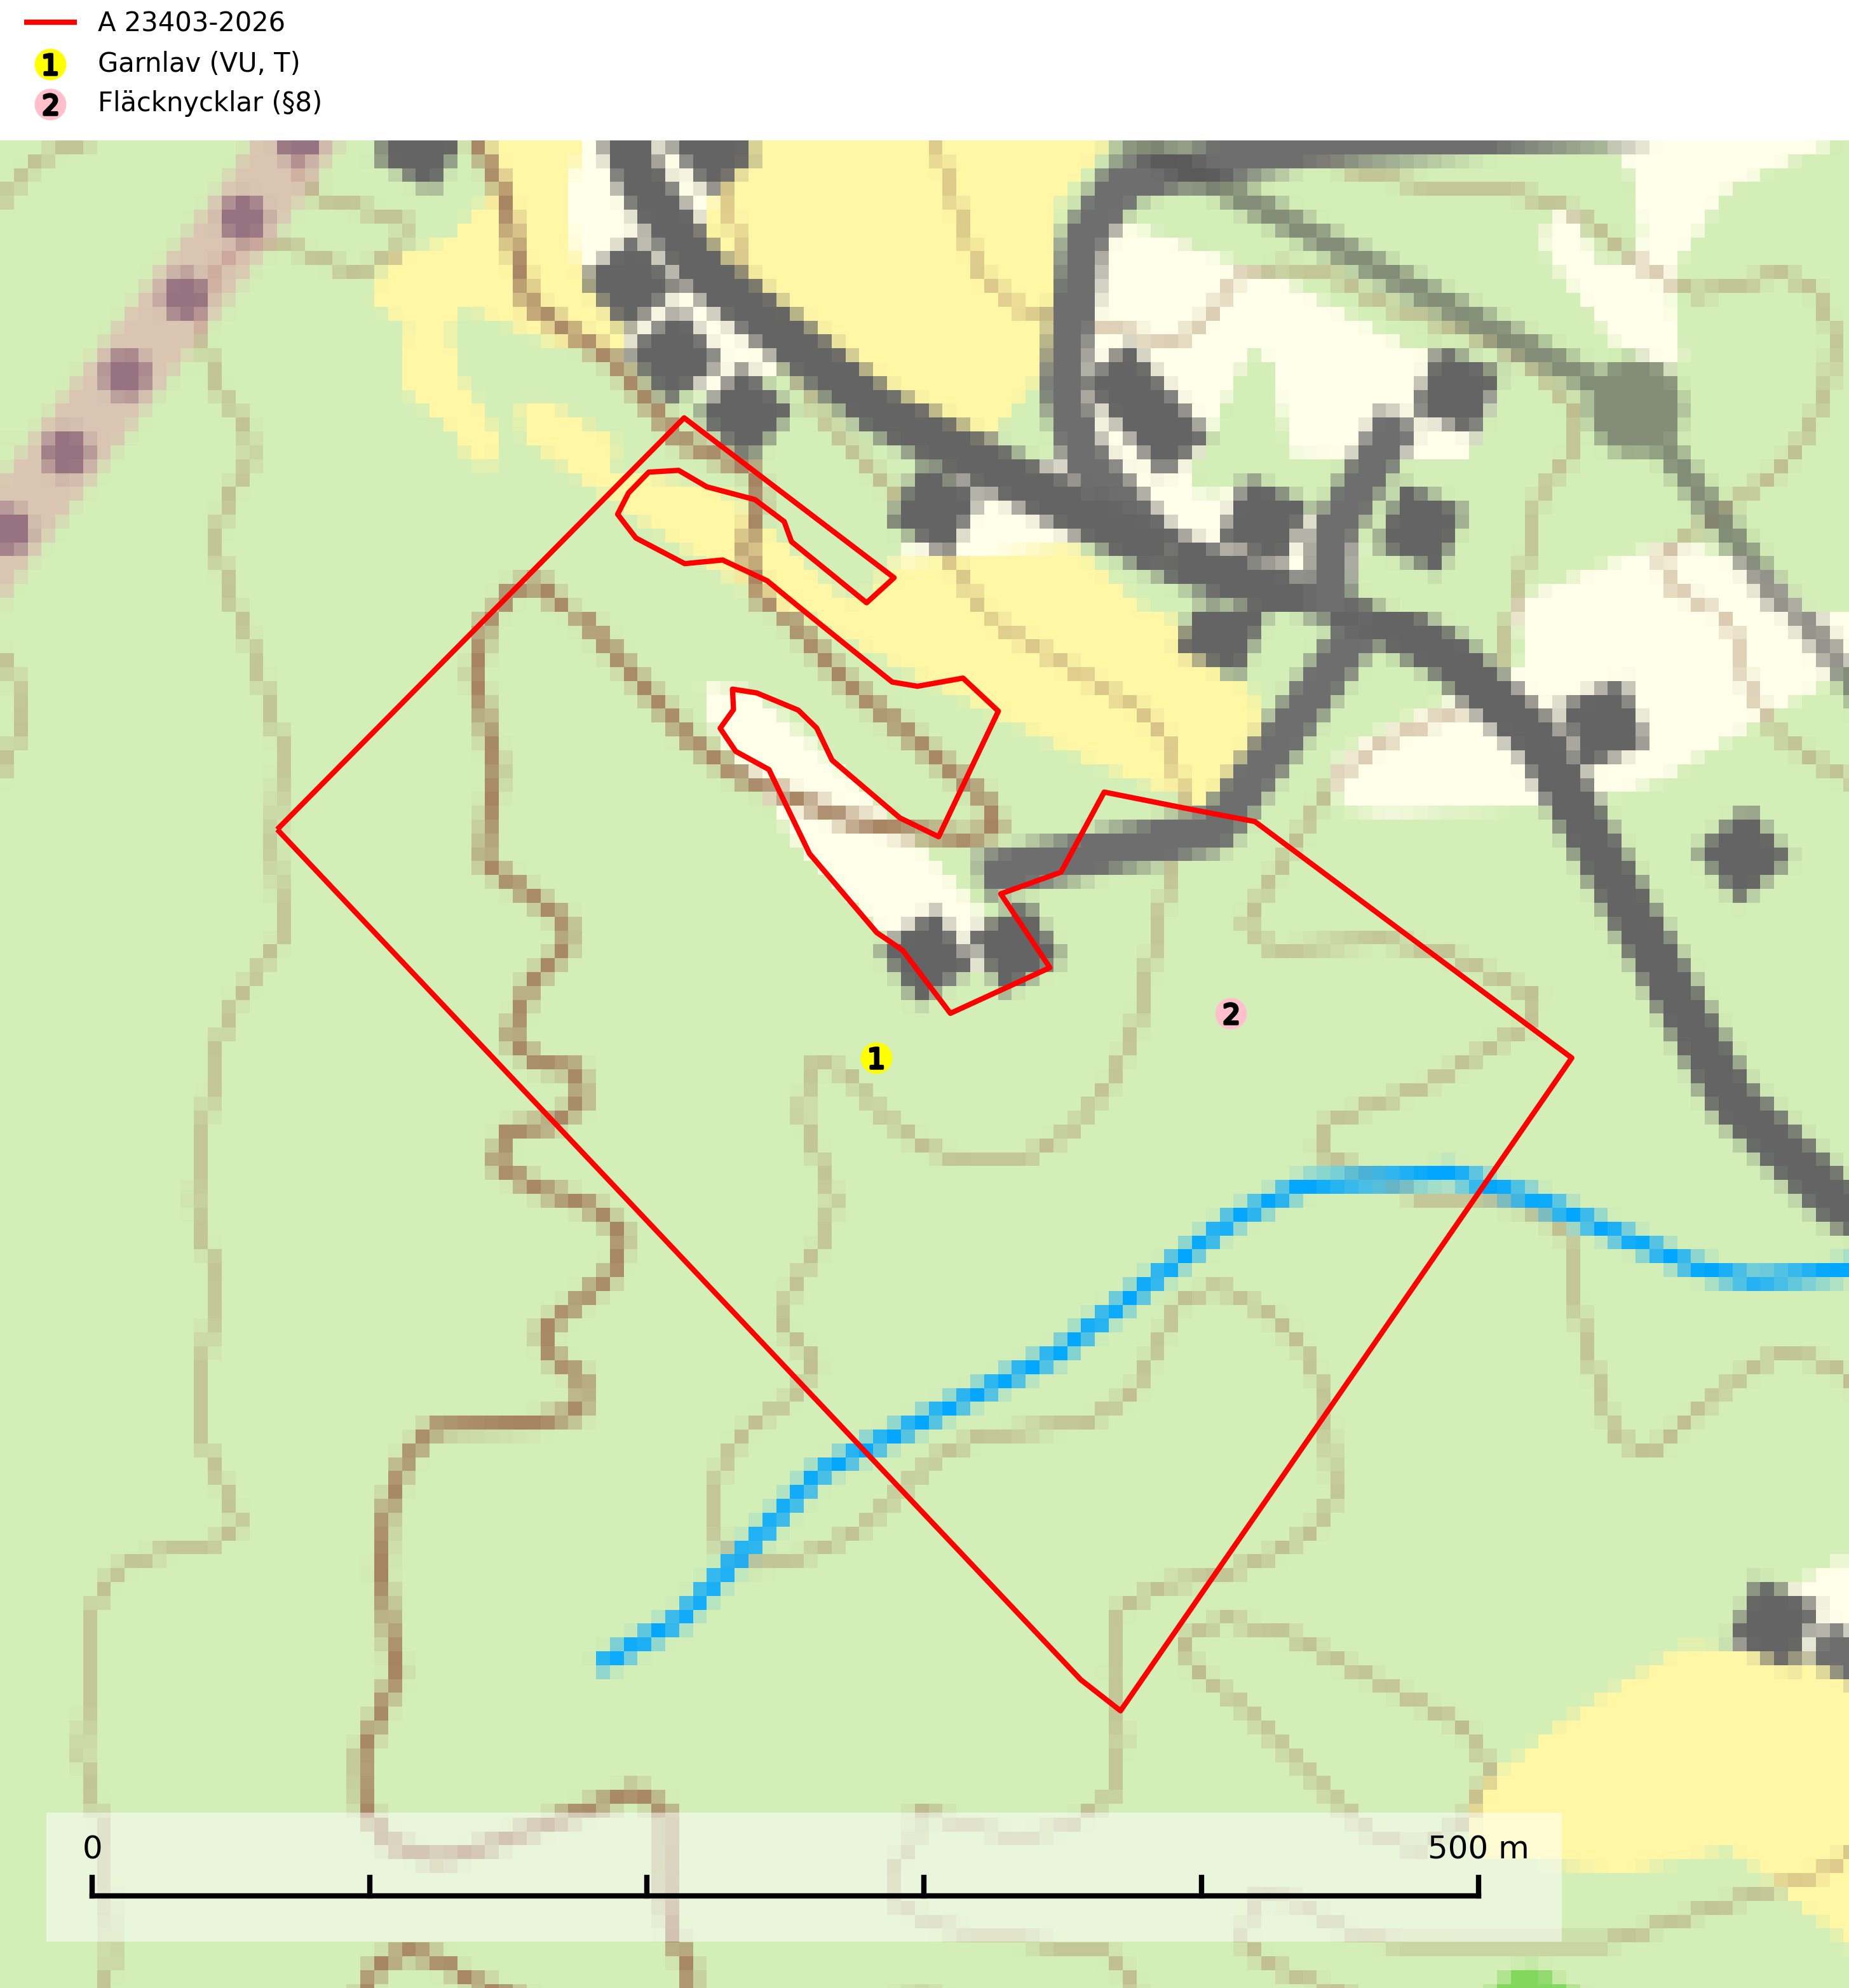 A 23403-2026
1 Garnlav (VU, T)
2 Fläcknycklar (§8)
2
1
0 500 m